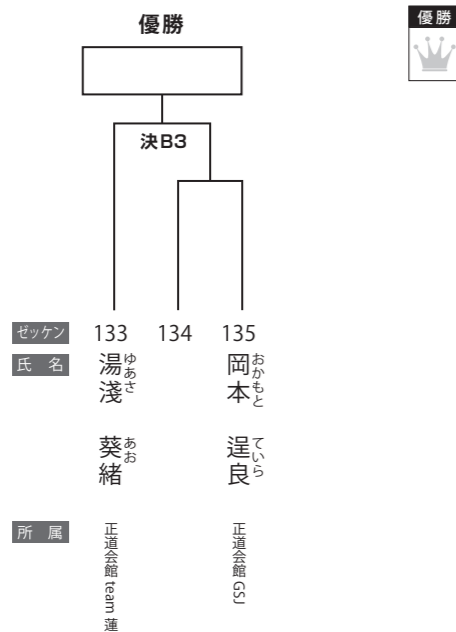 優勝
優勝
決B3
ゼッケン 133 134 135
氏名 湯淺 葵緒 岡本 逞良
ゆあさ あお おかもと ていら
所属 正道会館 team 蓮 正道会館 GSJ